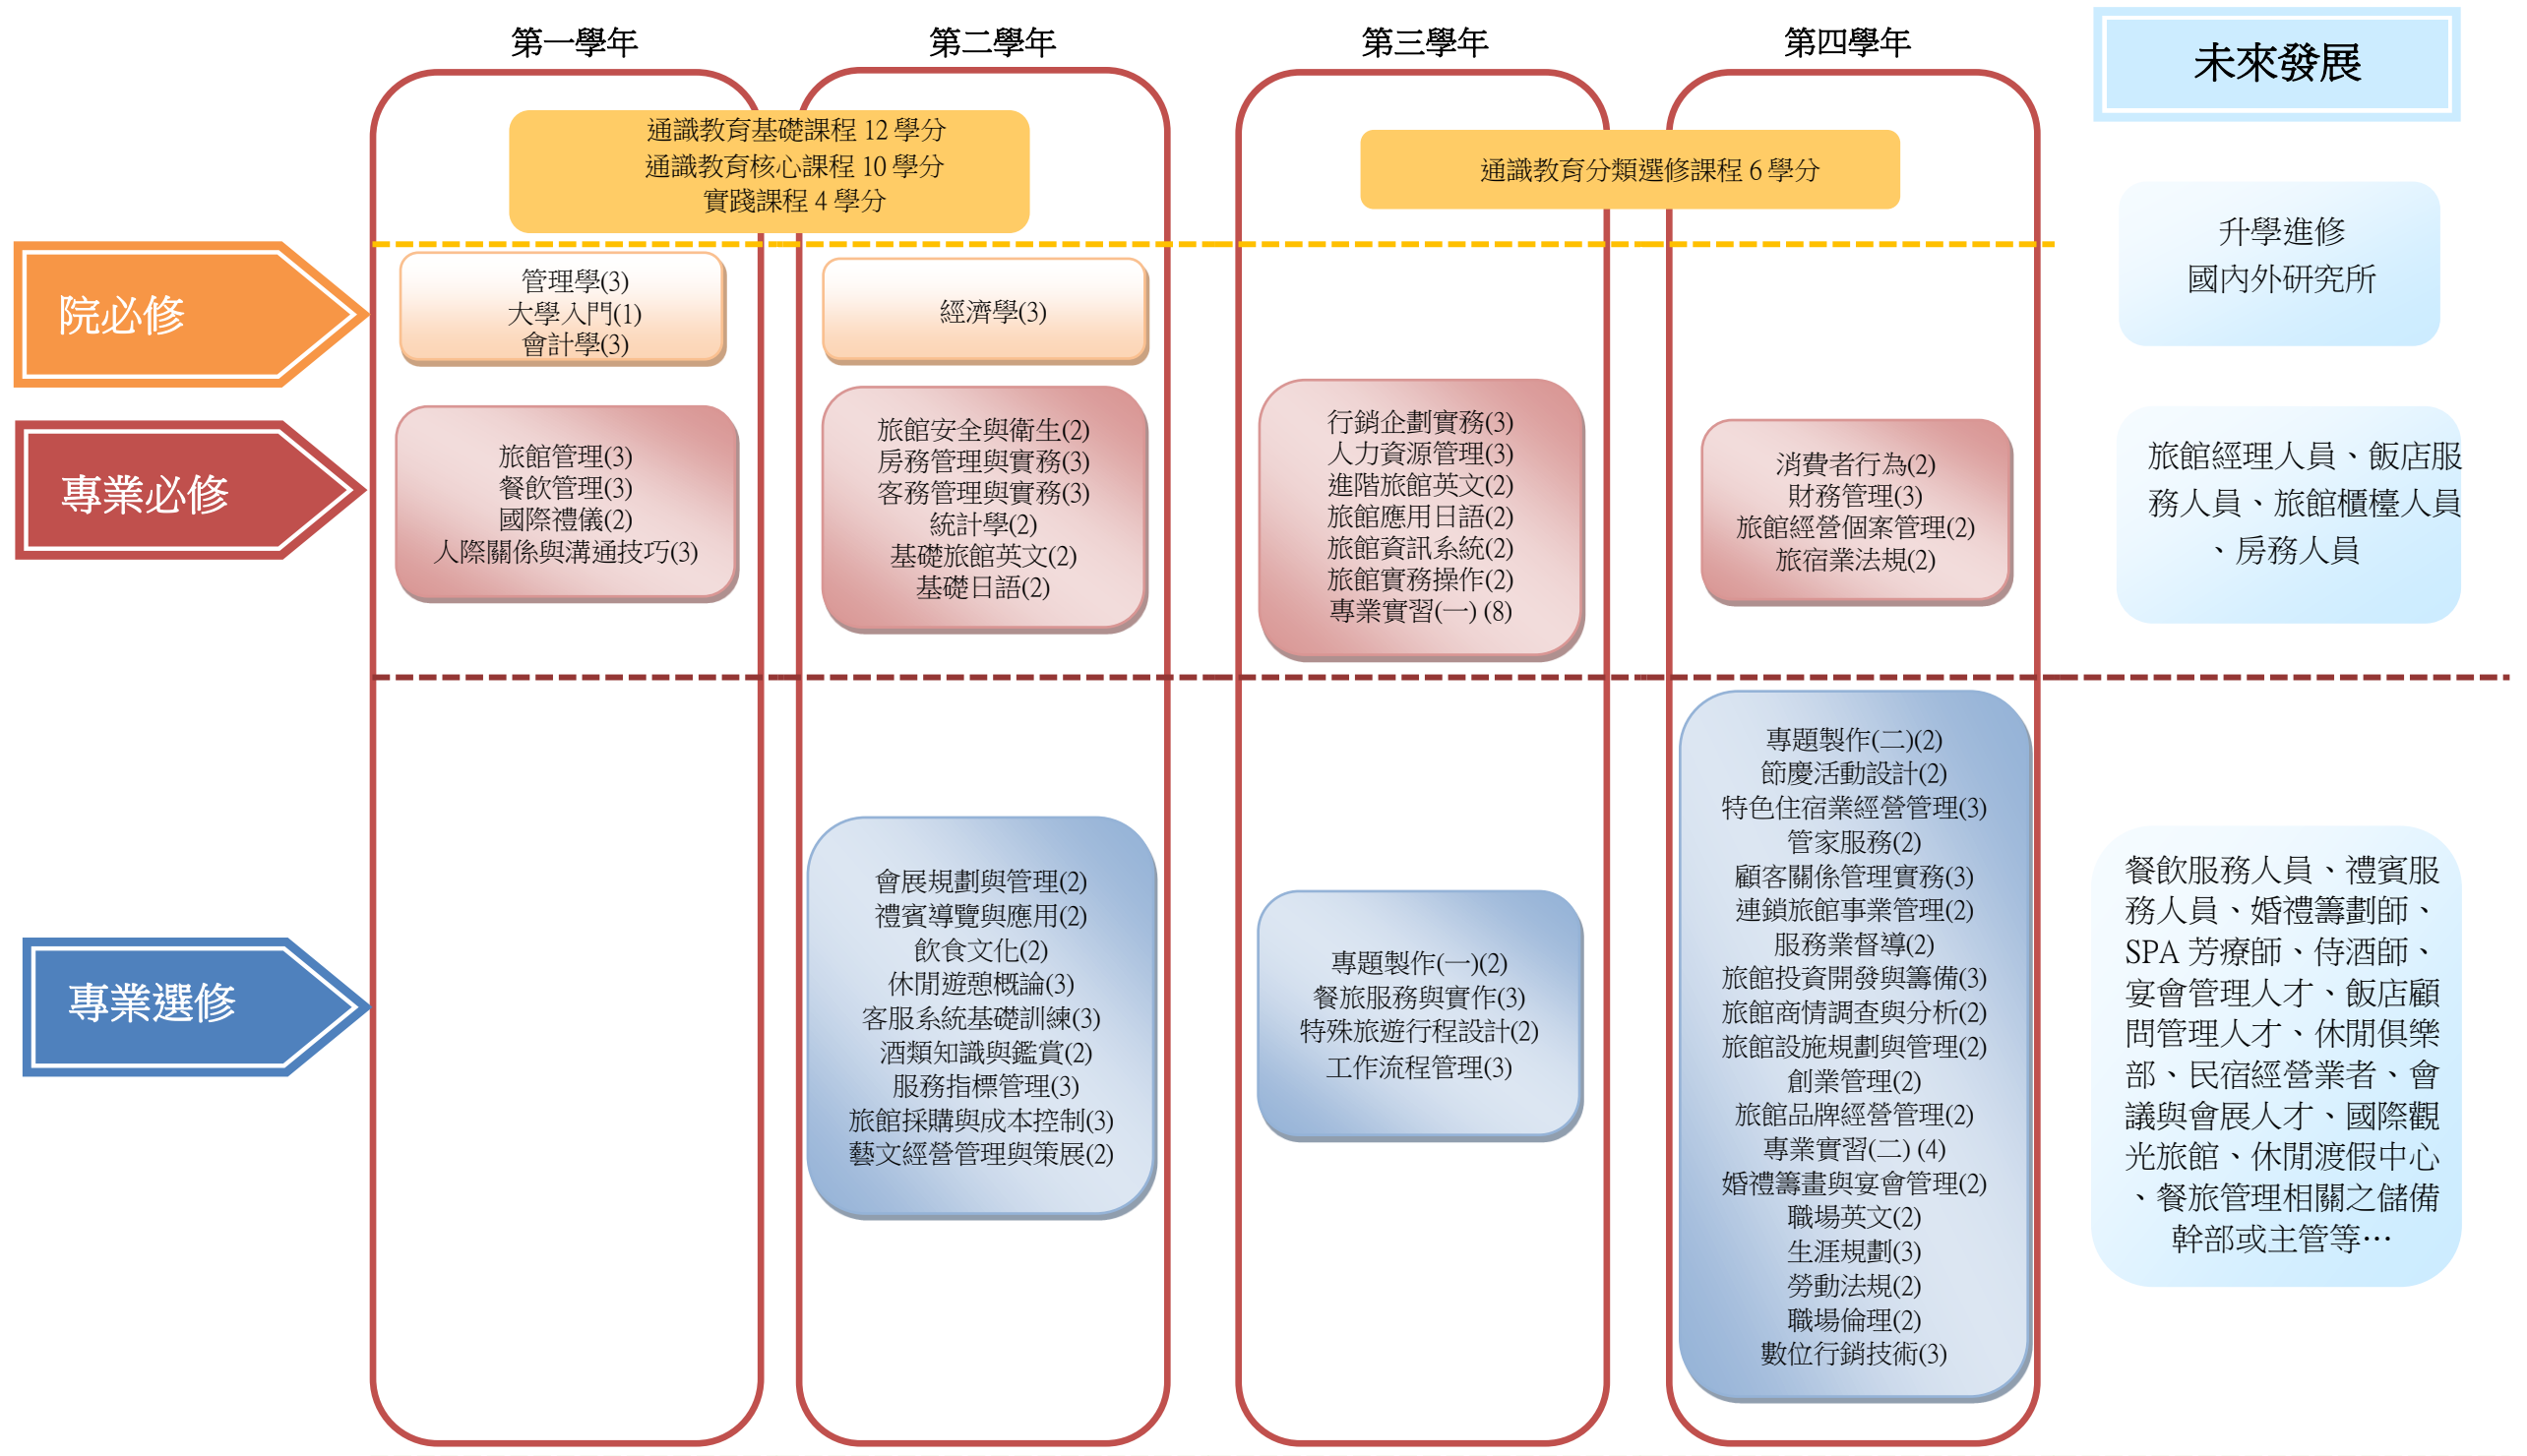 第一學年
第二學年
第三學年
第四學年
未來發展
通識教育基礎課程 12 學分
通識教育核心課程 10 學分
實踐課程 4 學分
通識教育分類選修課程 6 學分
升學進修
國內外研究所
院必修
管理學(3)
大學入門(1)
會計學(3)
經濟學(3)
專業必修
旅館管理(3)
餐飲管理(3)
國際禮儀(2)
人際關係與溝通技巧(3)
旅館安全與衛生(2)
房務管理與實務(3)
客務管理與實務(3)
統計學(2)
基礎旅館英文(2)
基礎日語(2)
行銷企劃實務(3)
人力資源管理(3)
進階旅館英文(2)
旅館應用日語(2)
旅館資訊系統(2)
旅館實務操作(2)
專業實習(一) (8)
消費者行為(2)
財務管理(3)
旅館經營個案管理(2)
旅宿業法規(2)
旅館經理人員、飯店服
務人員、旅館櫃檯人員
、房務人員
專業選修
會展規劃與管理(2)
禮賓導覽與應用(2)
飲食文化(2)
休閒遊憩概論(3)
客服系統基礎訓練(3)
酒類知識與鑑賞(2)
服務指標管理(3)
旅館採購與成本控制(3)
藝文經營管理與策展(2)
專題製作(一)(2)
餐旅服務與實作(3)
特殊旅遊行程設計(2)
工作流程管理(3)
專題製作(二)(2)
節慶活動設計(2)
特色住宿業經營管理(3)
管家服務(2)
顧客關係管理實務(3)
連鎖旅館事業管理(2)
服務業督導(2)
旅館投資開發與籌備(3)
旅館商情調查與分析(2)
旅館設施規劃與管理(2)
創業管理(2)
旅館品牌經營管理(2)
專業實習(二) (4)
婚禮籌畫與宴會管理(2)
職場英文(2)
生涯規劃(3)
勞動法規(2)
職場倫理(2)
數位行銷技術(3)
餐飲服務人員、禮賓服
務人員、婚禮籌劃師、
SPA 芳療師、侍酒師、
宴會管理人才、飯店顧
問管理人才、休閒俱樂
部、民宿經營業者、會
議與會展人才、國際觀
光旅館、休閒渡假中心
、餐旅管理相關之儲備
幹部或主管等…